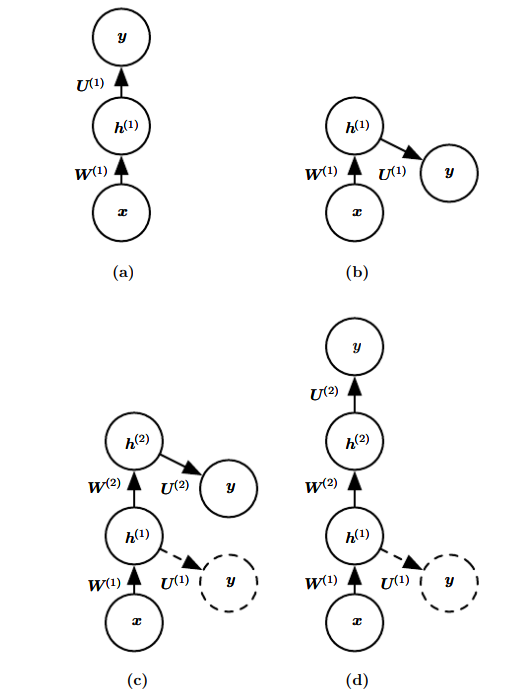 y
U(1)
h(1)
W(1)
x
(a)
h(1)
W(1)
U(1)
y
x
(b)
h(2)
W(2)
U(2)
y
h(1)
W(1)
U(1)
y
x
(c)
y
U(2)
h(2)
W(2)
h(1)
W(1)
U(1)
y
x
(d)